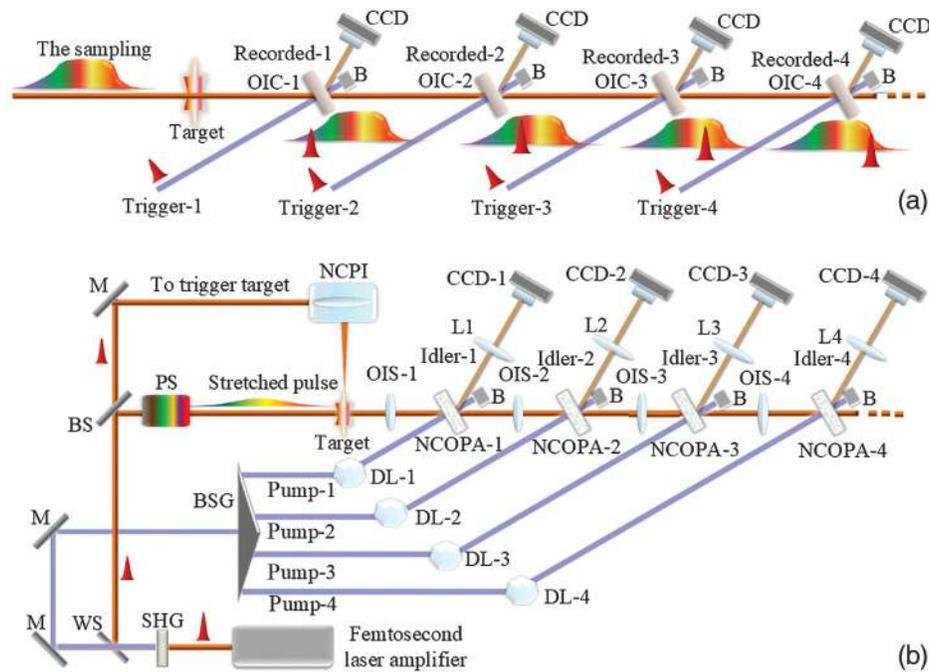 CCD
CCD
CCD
CCD
The sampling
Recorded-1
OIC-1
B
Recorded-2
OIC-2
B
Recorded-3
OIC-3
B
Recorded-4
OIC-4
B
Target
Trigger-1
Trigger-2
Trigger-3
Trigger-4
(a)
M
To trigger target
NCPI
CCD-1
CCD-2
CCD-3
CCD-4
L1
L2
L3
L4
Idler-1
Idler-2
Idler-3
Idler-4
PS
Stretched pulse
OIS-1
OIS-2
OIS-3
OIS-4
B
B
B
B
BS
Target
NCOPA-1
NCOPA-2
NCOPA-3
NCOPA-4
BSG
Pump-1
DL-1
Pump-2
DL-2
Pump-3
DL-3
Pump-4
DL-4
M
M
WS
SHG
Femtosecond
laser amplifier
(b)